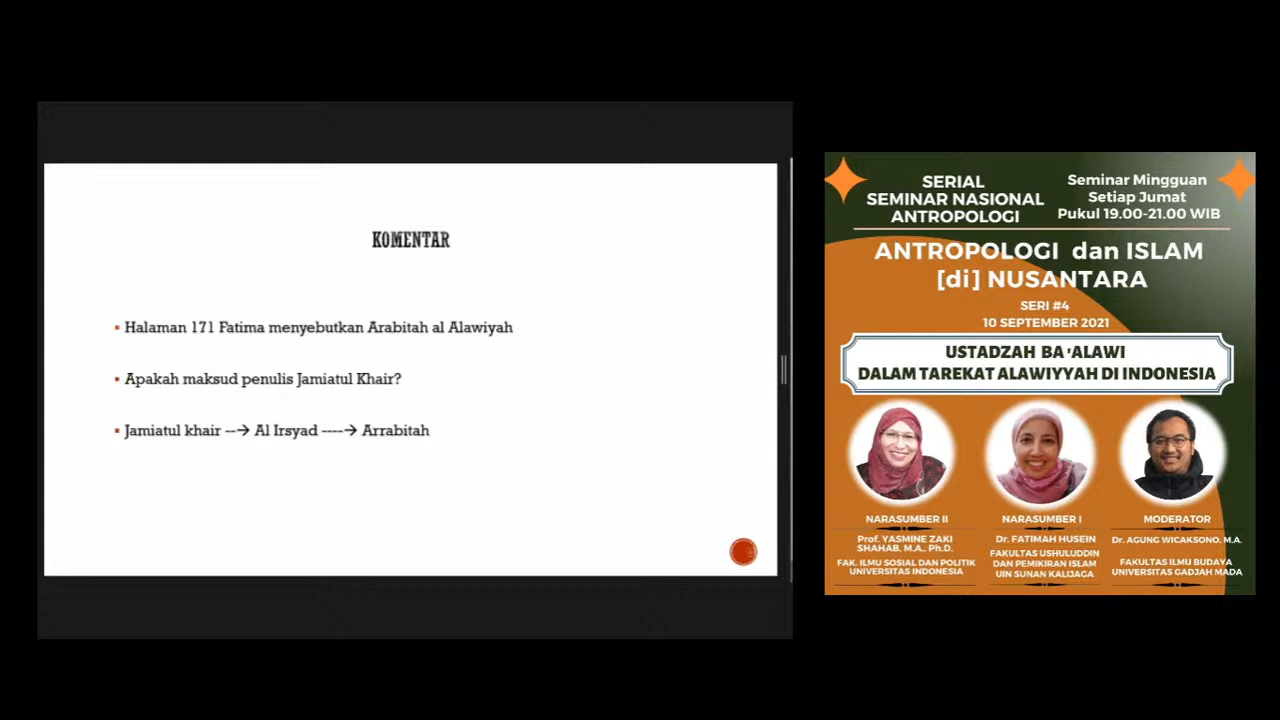 KOMENTAR
Halaman 171 Fatima menyebutkan Arabitah al Alawiyah
Apakah maksud penulis Jamiatul Khair?
Jamiatul khair --→ Al Irsyad ----→ Arrabitah
SERIAL
SEMINAR NASIONAL
ANTROPOLOGI
Seminar Mingguan
Setiap Jumat
Pukul 19.00-21.00 WIB
ANTROPOLOGI dan ISLAM
[di] NUSANTARA
SERI #4
10 SEPTEMBER 2021
USTADZAH BA'ALAWI
DALAM TAREKAT ALAWIYYAH DI INDONESIA
NARASUMBER II
Prof. YASMINE ZAKI
SHAHAB. M.A., Ph.D.
FAK. ILMU SOSIAL DAN POLITIK
UNIVERSITAS INDONESIA
NARASUMBER I
Dr. FATIMAH HUSEIN
FAKULTAS USHULUDDIN
DAN PEMIKIRAN ISLAM
UIN SUNAN KALIJAGA
MODERATOR
Dr. AGUNG WICAKSONO, M.A.
FAKULTAS ILMU BUDAYA
UNIVERSITAS GADJAH MADA